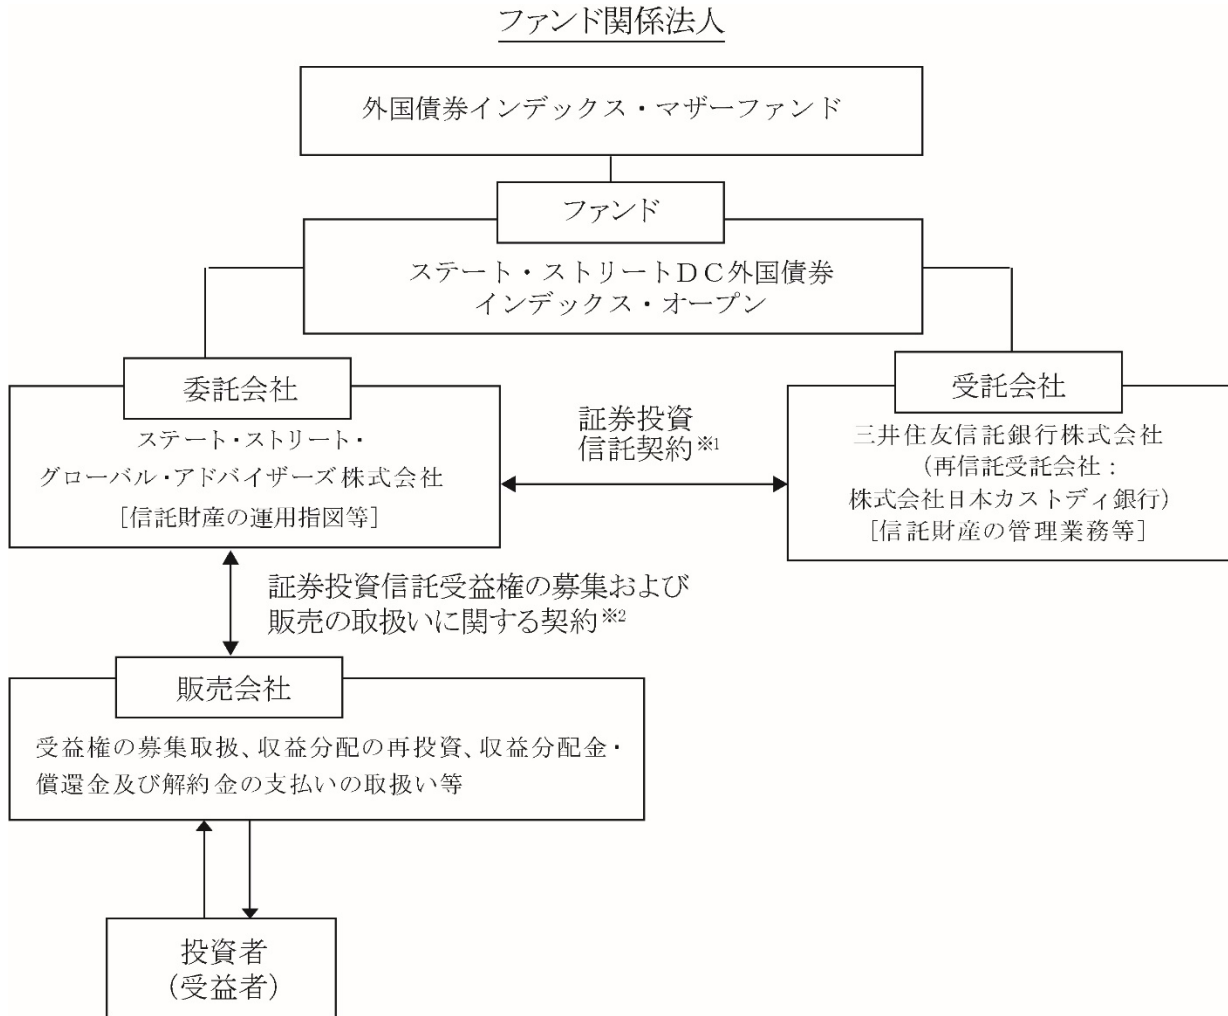 ファンド関係法人
外国債券インデックス・マザーファンド
ファンド
ステート・ストリートDC外国債券
インデックス・オープン
委託会社
ステート・ストリート・
グローバル・アドバイザーズ株式会社
[信託財産の運用指図等]
証券投資
信託契約※1
受託会社
三井住友信託銀行株式会社
(再信託受託会社：
株式会社日本カストディ銀行)
[信託財産の管理業務等]
証券投資信託受益権の募集および
販売の取扱いに関する契約※2
販売会社
受益権の募集取扱、収益分配の再投資、収益分配金・
償還金及び解約金の支払いの取扱い等
投資者
(受益者)